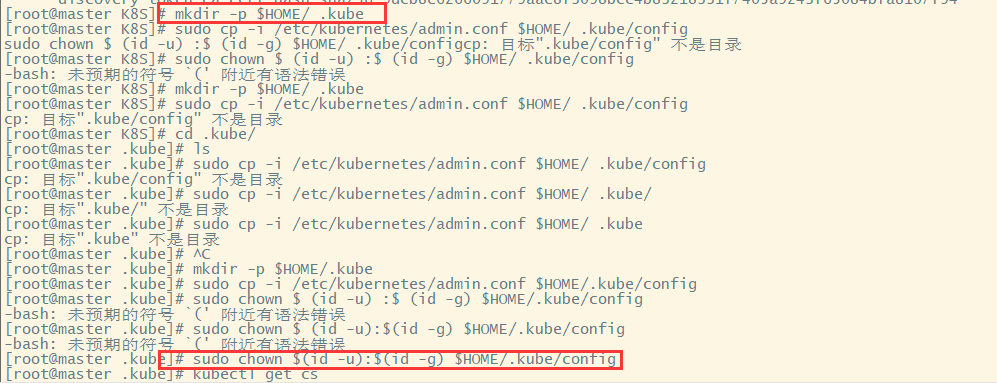 [root@master K8S]# mkdir -p $HOME/ .kube
[root@master K8S]# sudo cp -i /etc/kubernetes/admin.conf $HOME/ .kube/config
sudo chown $ (id -u) :$ (id -g) $HOME/ .kube/configcp: 目标".kube/config" 不是目录
[root@master K8S]# sudo chown $ (id -u) :$ (id -g) $HOME/ .kube/config
-bash: 未预期的符号 `(' 附近有语法错误
[root@master K8S]# mkdir -p $HOME/ .kube
[root@master K8S]# sudo cp -i /etc/kubernetes/admin.conf $HOME/ .kube/config
cp: 目标".kube/config" 不是目录
[root@master K8S]# cd .kube/
[root@master .kube]# ls
[root@master .kube]# sudo cp -i /etc/kubernetes/admin.conf $HOME/ .kube/config
cp: 目标".kube/config" 不是目录
[root@master .kube]# sudo cp -i /etc/kubernetes/admin.conf $HOME/ .kube/
cp: 目标".kube/" 不是目录
[root@master .kube]# sudo cp -i /etc/kubernetes/admin.conf $HOME/ .kube
cp: 目标".kube" 不是目录
[root@master .kube]# ^C
[root@master .kube]# mkdir -p $HOME/.kube
[root@master .kube]# sudo cp -i /etc/kubernetes/admin.conf $HOME/.kube/config
[root@master .kube]# sudo chown $ (id -u) :$ (id -g) $HOME/.kube/config
-bash: 未预期的符号 `(' 附近有语法错误
[root@master .kube]# sudo chown $ (id -u):$(id -g) $HOME/.kube/config
-bash: 未预期的符号 `(' 附近有语法错误
[root@master .kube]# sudo chown $(id -u):$(id -g) $HOME/.kube/config
[root@master .kube]# kubectl get cs